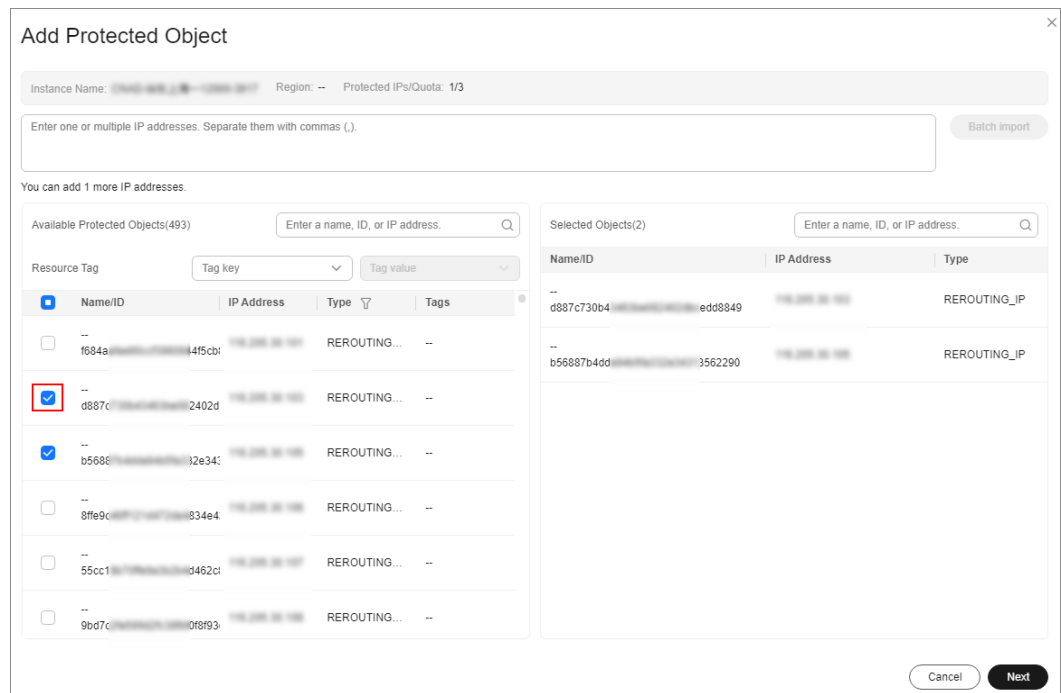 Add Protected Object
Instance Name: Region: -- Protected IPs/Quota: 1/3
Enter one or multiple IP addresses. Separate them with commas (,).
Batch import
You can add 1 more IP addresses.
Available Protected Objects(493)
Enter a name, ID, or IP address.
Resource Tag
Tag key
Tag value
Name/ID IP Address Type Tags
--
f684a 4f5cb REROUTING... --
--
d887c 2402d REROUTING... --
--
b5688 2e343 REROUTING... --
--
8ffe9c 834e4 REROUTING... --
--
55cc1 d462c REROUTING... --
--
9bd7c 0f8f93 REROUTING... --
Selected Objects(2)
Enter a name, ID, or IP address.
Name/ID IP Address Type
--
d887c730b4 edd8849 REROUTING_IP
--
b56887b4dd 3562290 REROUTING_IP
Cancel
Next